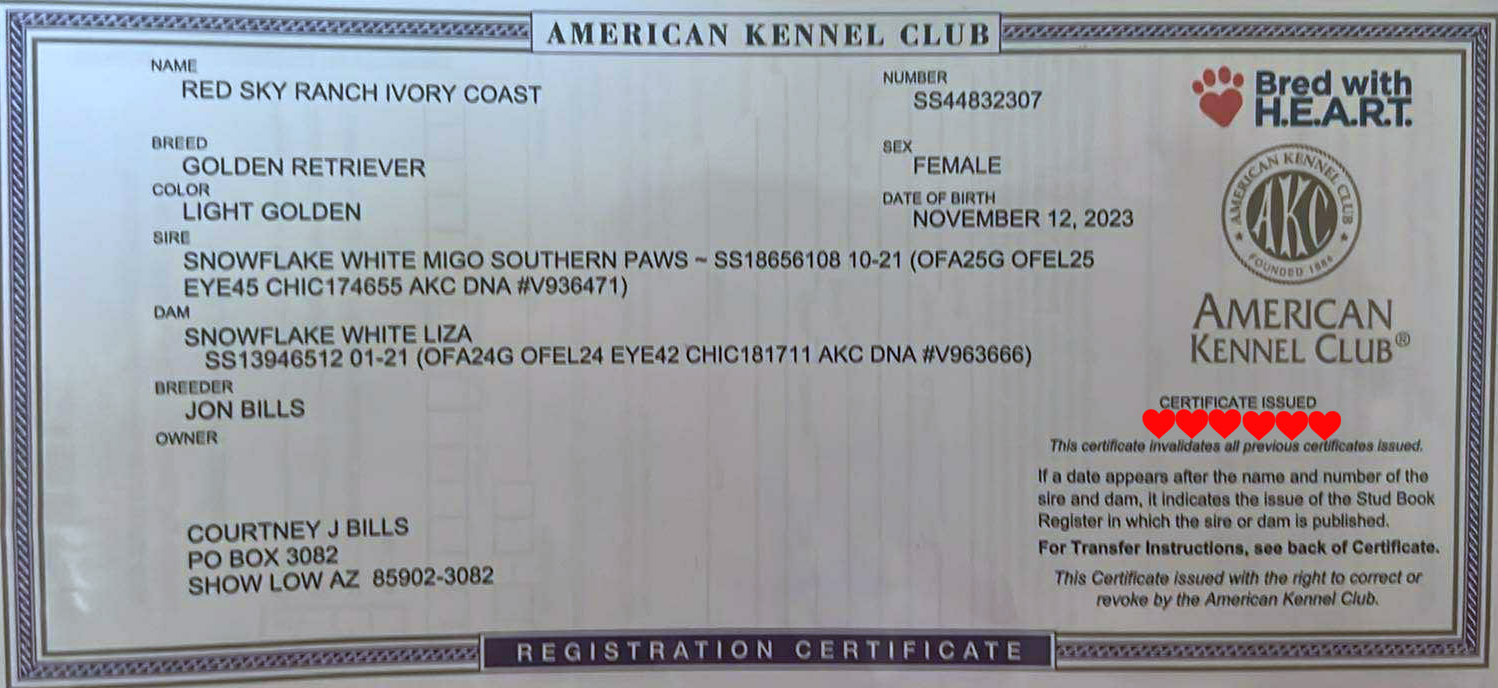 AMERICAN KENNEL CLUB
NAME
RED SKY RANCH IVORY COAST
NUMBER
SS44832307
Bred with
H.E.A.R.T.
BREED
GOLDEN RETRIEVER
SEX
FEMALE
COLOR
LIGHT GOLDEN
DATE OF BIRTH
NOVEMBER 12, 2023
AMERICAN KENNEL CLUB
AKC
FOUNDED 1884
SIRE
SNOWFLAKE WHITE MIGO SOUTHERN PAWS ~ SS18656108 10-21 (OFA25G OFEL25
EYE45 CHIC174655 AKC DNA #V936471)
DAM
SNOWFLAKE WHITE LIZA
SS13946512 01-21 (OFA24G OFEL24 EYE42 CHIC181711 AKC DNA #V963666)
AMERICAN
KENNEL CLUB®
BREEDER
JON BILLS
OWNER
COURTNEY J BILLS
PO BOX 3082
SHOW LOW AZ 85902-3082
CERTIFICATE ISSUED
This certificate invalidates all previous certificates issued.
If a date appears after the name and number of the
sire and dam, it indicates the issue of the Stud Book
Register in which the sire or dam is published.
For Transfer Instructions, see back of Certificate.
This Certificate issued with the right to correct or
revoke by the American Kennel Club.
REGISTRATION CERTIFICATE